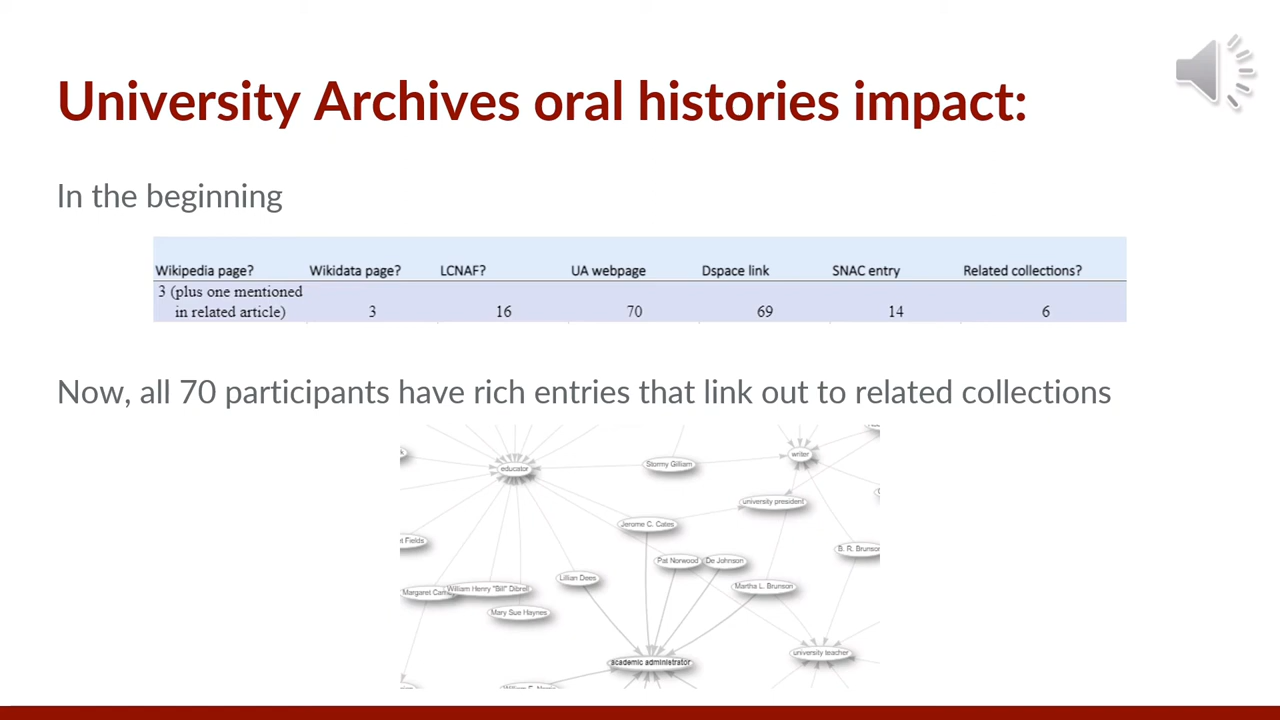 University Archives oral histories impact:
In the beginning
Wikipedia page? Wikidata page? LCNAF? UA webpage Dspace link SNAC entry Related collections?
3 (plus one mentioned
in related article) 3 16 70 69 14 6
Now, all 70 participants have rich entries that link out to related collections
writer
educator Stormy Gilliam
university president
Jerome C. Cates
Fields
B. R. Brunson
Pat Norwood De Johnson
Lillian Dees
Martha L. Brunson
Margaret William Henry "Bill" Dibrell
Mary Sue Haynes
university teacher
academic administrator